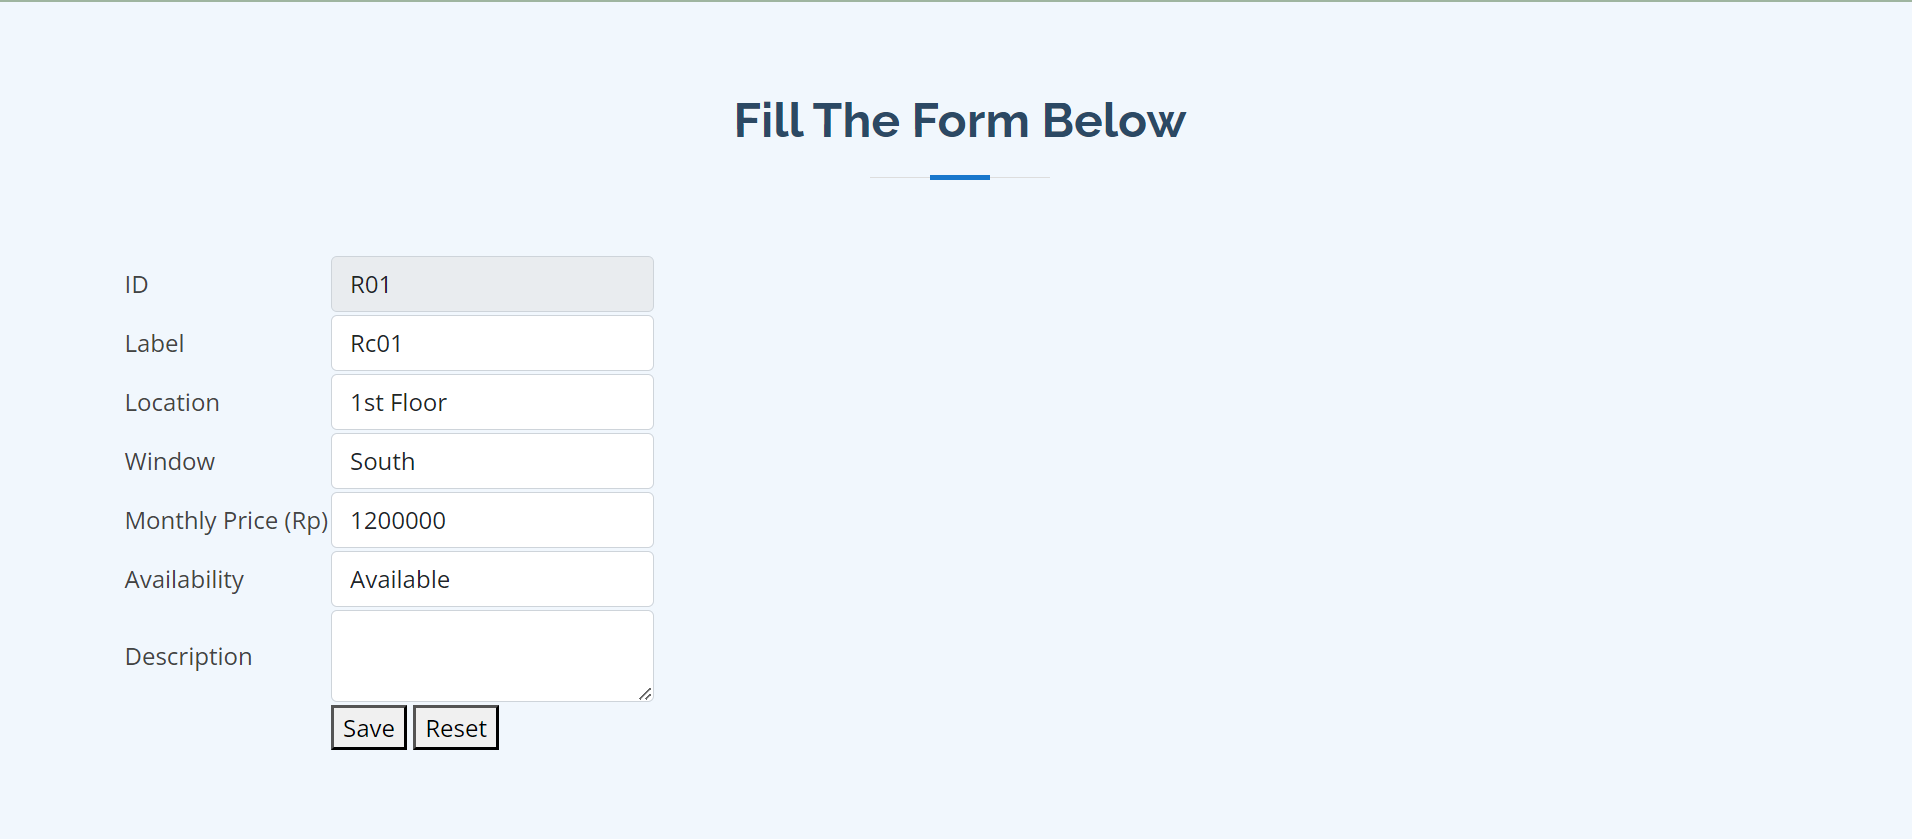 Fill The Form Below
ID R01
Label Rc01
Location 1st Floor
Window South
Monthly Price (Rp) 1200000
Availability Available
Description
Save Reset